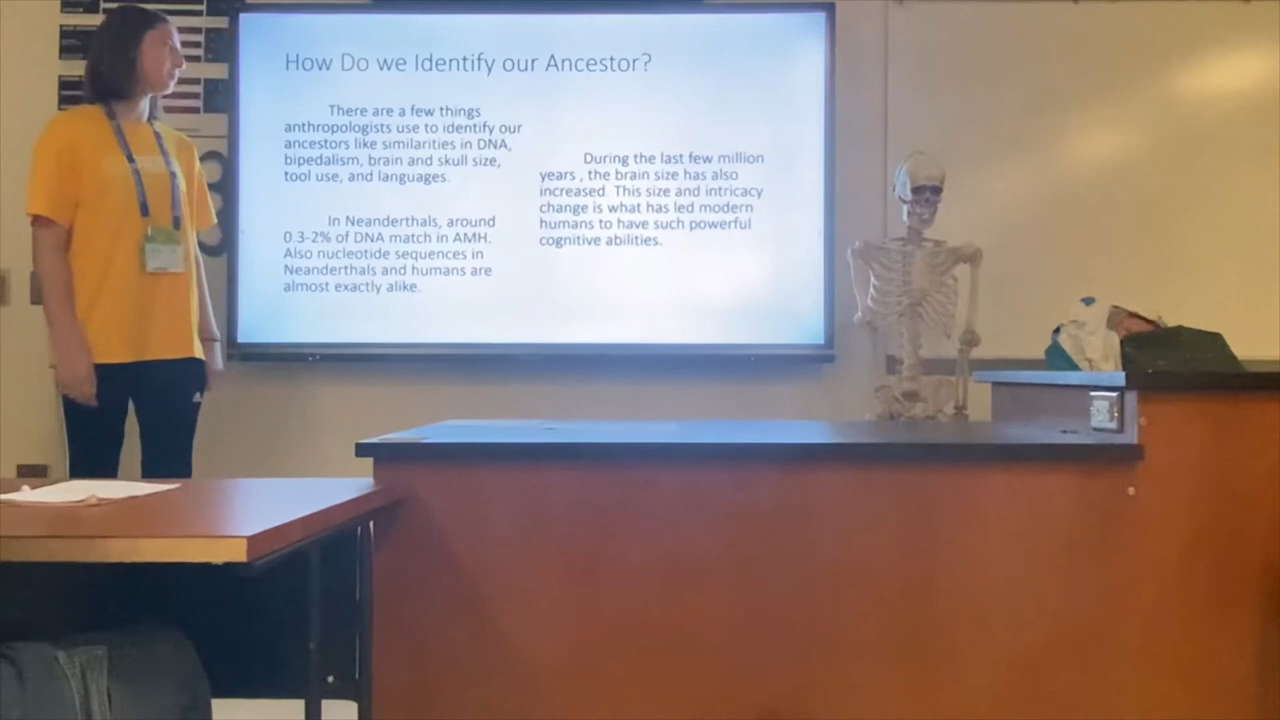 How Do we Identify our Ancestor?
There are a few things
anthropologists use to identify our
ancestors like similarities in DNA,
bipedalism, brain and skull size,
tool use, and languages.
In Neanderthals, around
0.3-2% of DNA match in AMH.
Also nucleotide sequences in
Neanderthals and humans are
almost exactly alike.
During the last few million
years , the brain size has also
increased. This size and intricacy
change is what has led modern
humans to have such powerful
cognitive abilities.